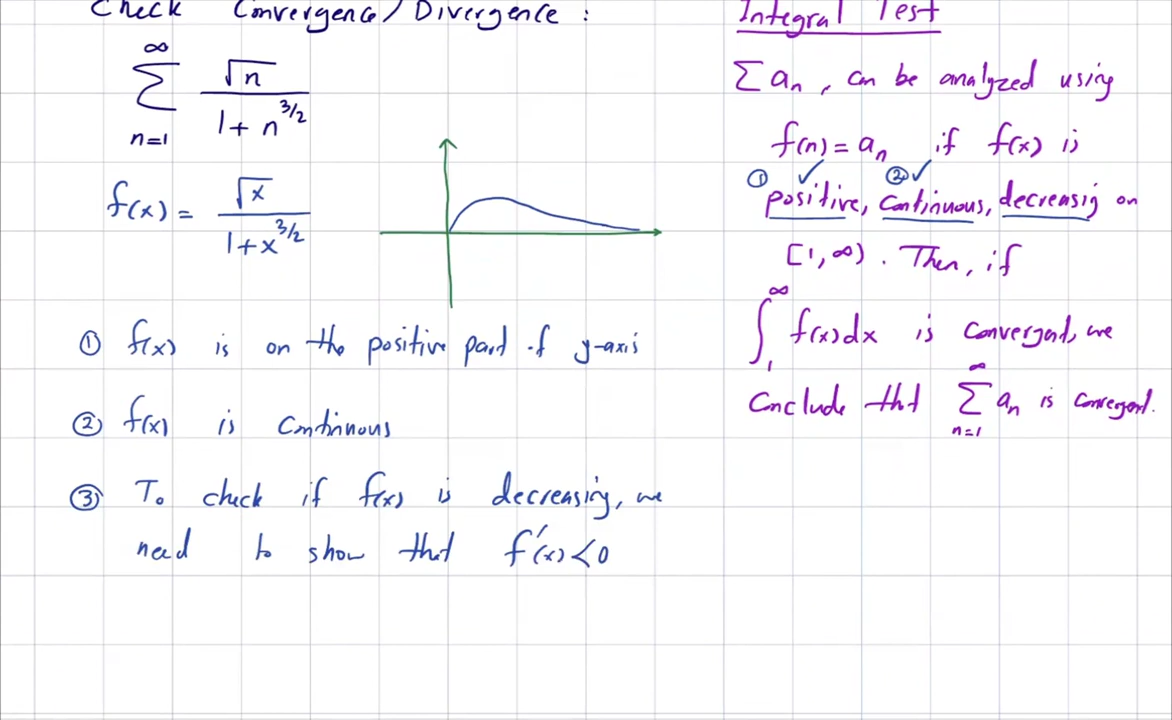 Check Convergence/Divergence :
∞
∑ √n / (1 + n^3/2)
n=1
f(x) = √x / (1+x^3/2)
① f(x) is on the positive part of y-axis
② f(x) is continuous
③ To check if f(x) is decreasing, we
need to show that f'(x)<0
Integral Test
∑ an , can be analyzed using
f(n) = an if f(x) is
① ✓ ② ✓
positive, continuous, decreasig on
[1, ∞) . Then, if
∫₁^∞ f(x)dx is convergent, we
Conclude that ∑_{n=1}^∞ an is convergent.